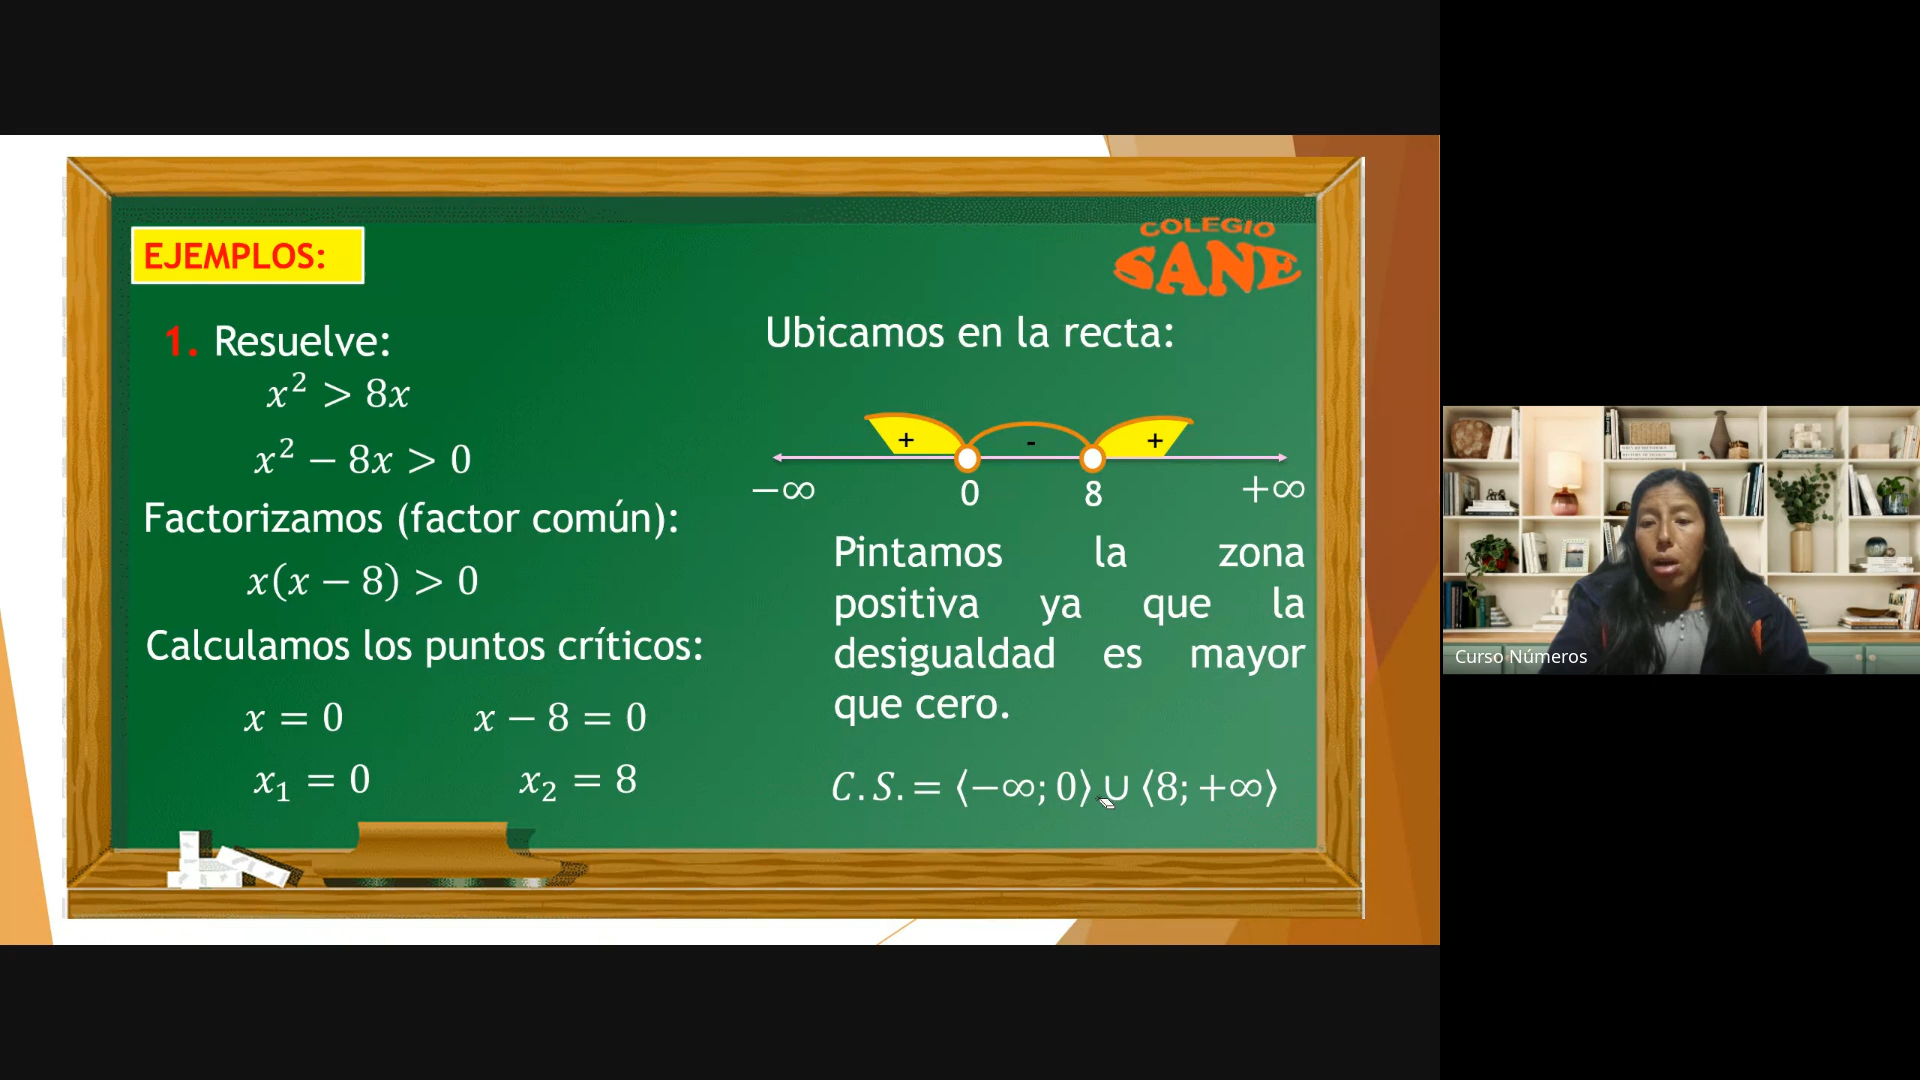 EJEMPLOS:
COLEGIO
SANE
1. Resuelve:
x² > 8x
x² − 8x > 0
Factorizamos (factor común):
x(x − 8) > 0
Calculamos los puntos críticos:
x = 0 x − 8 = 0
x₁ = 0 x₂ = 8
Ubicamos en la recta:
+ - +
−∞ 0 8 +∞
Pintamos la zona
positiva ya que la
desigualdad es mayor
que cero.
C.S. = ⟨−∞; 0⟩ ∪ ⟨8; +∞⟩
Curso Números